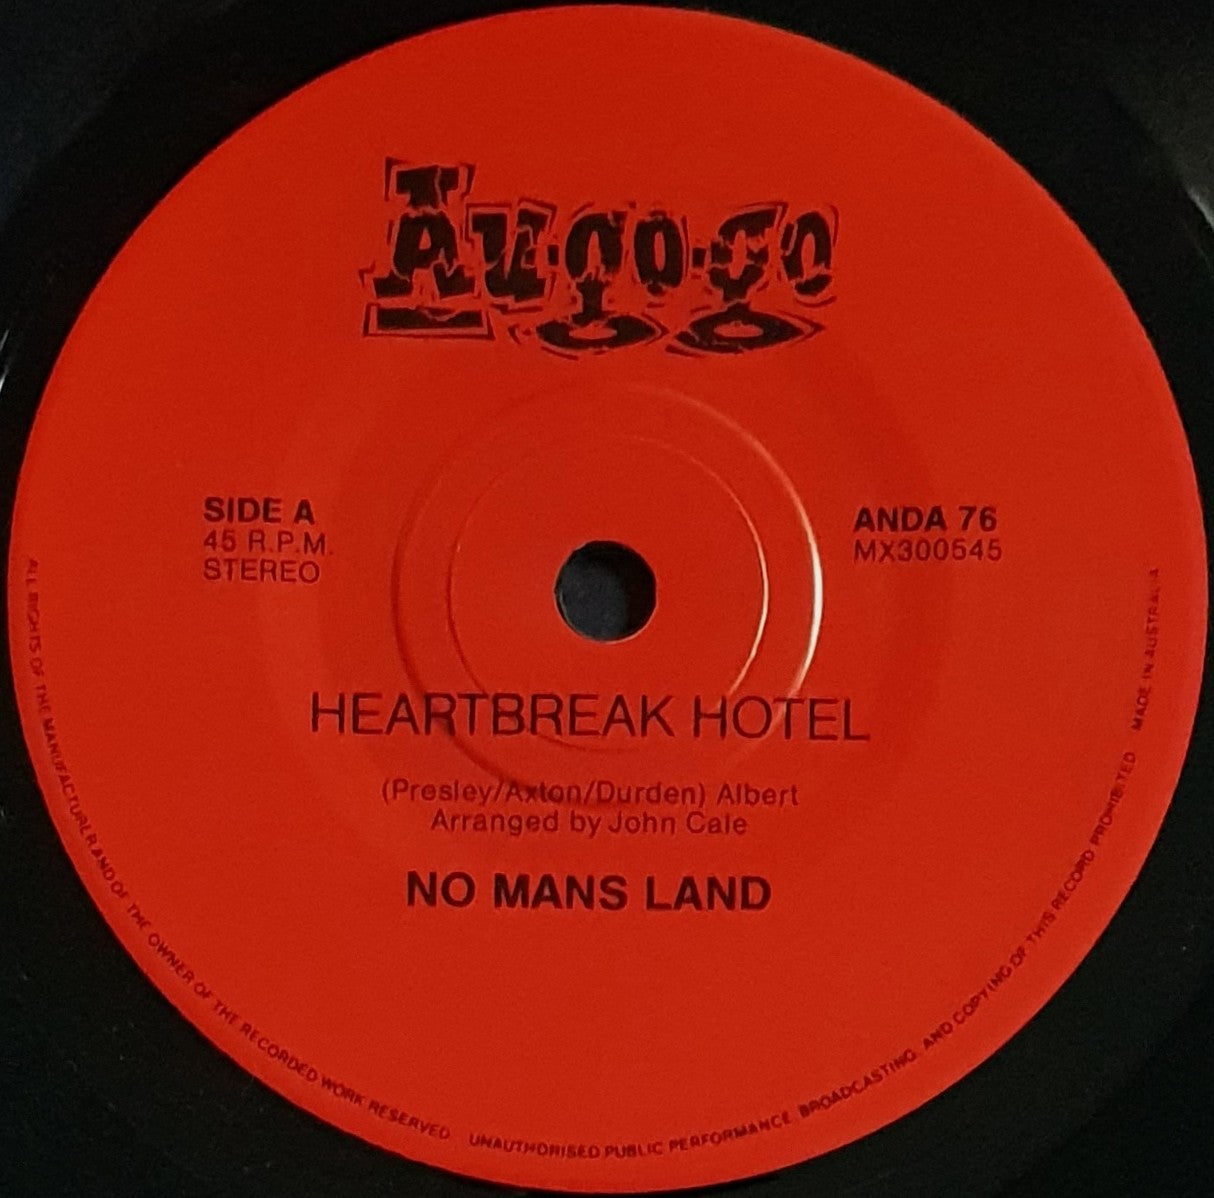 Au·go·go
SIDE A
45 R.P.M.
STEREO
ANDA 76
MX300545
HEARTBREAK HOTEL
(Presley/Axton/Durden) Albert
Arranged by John Cale
NO MANS LAND
ALL RIGHTS OF THE MANUFACTURER AND OF THE OWNER OF THE RECORDED WORK RESERVED UNAUTHORISED PUBLIC PERFORMANCE BROADCASTING AND COPYING OF THIS RECORD PROHIBITED MADE IN AUSTRALIA